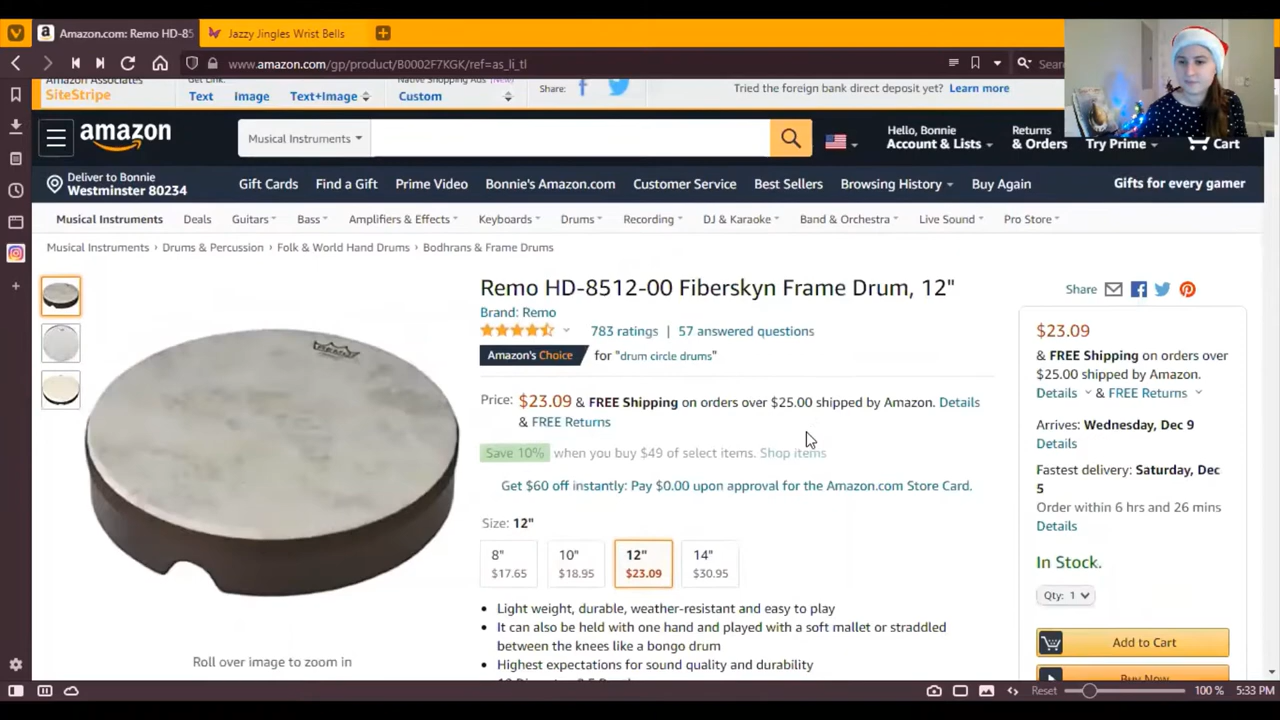 Amazon.com: Remo HD-85
Jazzy Jingles Wrist Bells
www.amazon.com/gp/product/B0002F7KGK/ref=as_li_tl
Sear
Amazon Associates
SiteStripe
Get Link:
Text
Image
Text+Image
Native Shopping Ads
Custom
Share:
Tried the foreign bank direct deposit yet? Learn more
amazon
Musical Instruments
Hello, Bonnie
Account & Lists
Returns
& Orders
Try Prime
Cart
Deliver to Bonnie
Westminster 80234
Gift Cards
Find a Gift
Prime Video
Bonnie's Amazon.com
Customer Service
Best Sellers
Browsing History
Buy Again
Gifts for every gamer
Musical Instruments
Deals
Guitars
Bass
Amplifiers & Effects
Keyboards
Drums
Recording
DJ & Karaoke
Band & Orchestra
Live Sound
Pro Store
Musical Instruments › Drums & Percussion › Folk & World Hand Drums › Bodhrans & Frame Drums
REMO
Roll over image to zoom in
Remo HD-8512-00 Fiberskyn Frame Drum, 12"
Brand: Remo
783 ratings | 57 answered questions
Amazon's Choice for "drum circle drums"
Price: $23.09 & FREE Shipping on orders over $25.00 shipped by Amazon. Details
& FREE Returns
Save 10% when you buy $49 of select items. Shop items
Get $60 off instantly: Pay $0.00 upon approval for the Amazon.com Store Card.
Size: 12"
8"
$17.65
10"
$18.95
12"
$23.09
14"
$30.95
• Light weight, durable, weather-resistant and easy to play
• It can also be held with one hand and played with a soft mallet or straddled
between the knees like a bongo drum
• Highest expectations for sound quality and durability
Share
$23.09
& FREE Shipping on orders over
$25.00 shipped by Amazon.
Details & FREE Returns
Arrives: Wednesday, Dec 9
Details
Fastest delivery: Saturday, Dec
5
Order within 6 hrs and 26 mins
Details
In Stock.
Qty: 1
Add to Cart
Buy Now
Reset
100 %
5:33 PM